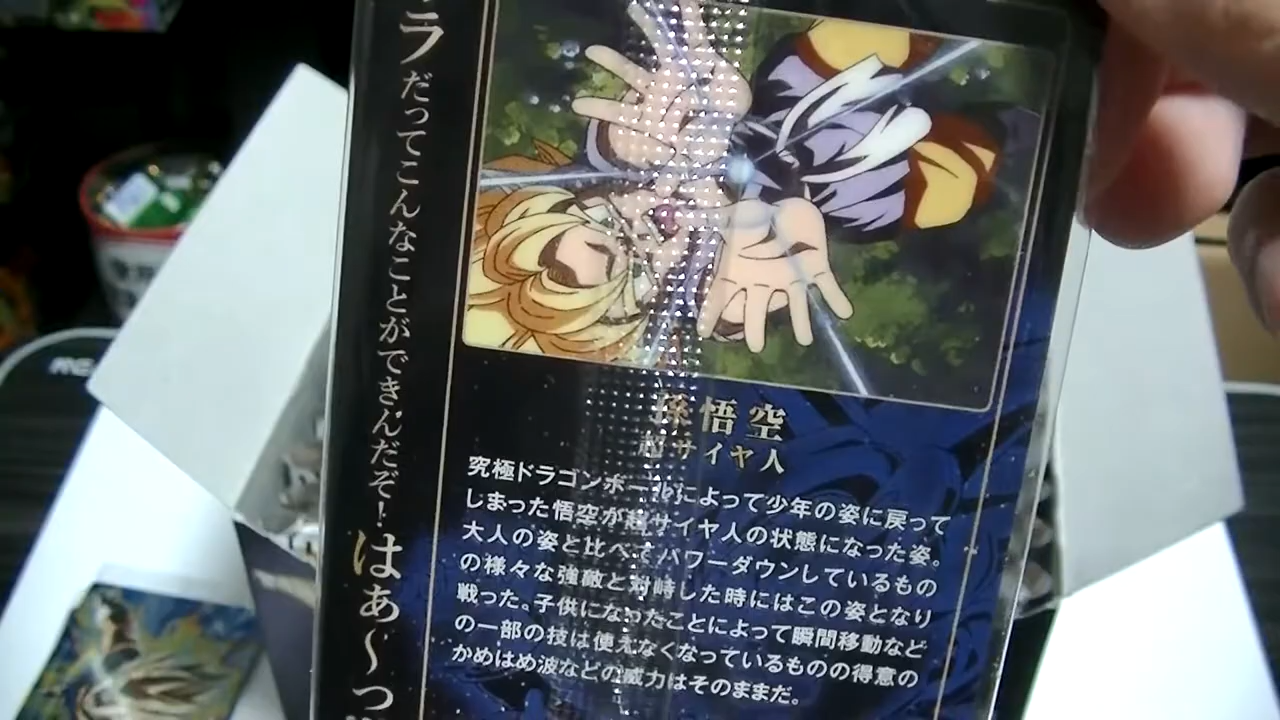 ラだってこんなことができんだぞ!はぁ〜っ
孫悟空
超サイヤ人
究極ドラゴンボールによって少年の姿に戻って
しまった悟空が超サイヤ人の状態になった姿。
大人の姿と比べてパワーダウンしているもの
の様々な強敵と対峙した時にはこの姿となり
戦った。子供になったことによって瞬間移動など
の一部の技は使えなくなっているものの得意の
かめはめ波などの威力はそのままだ。